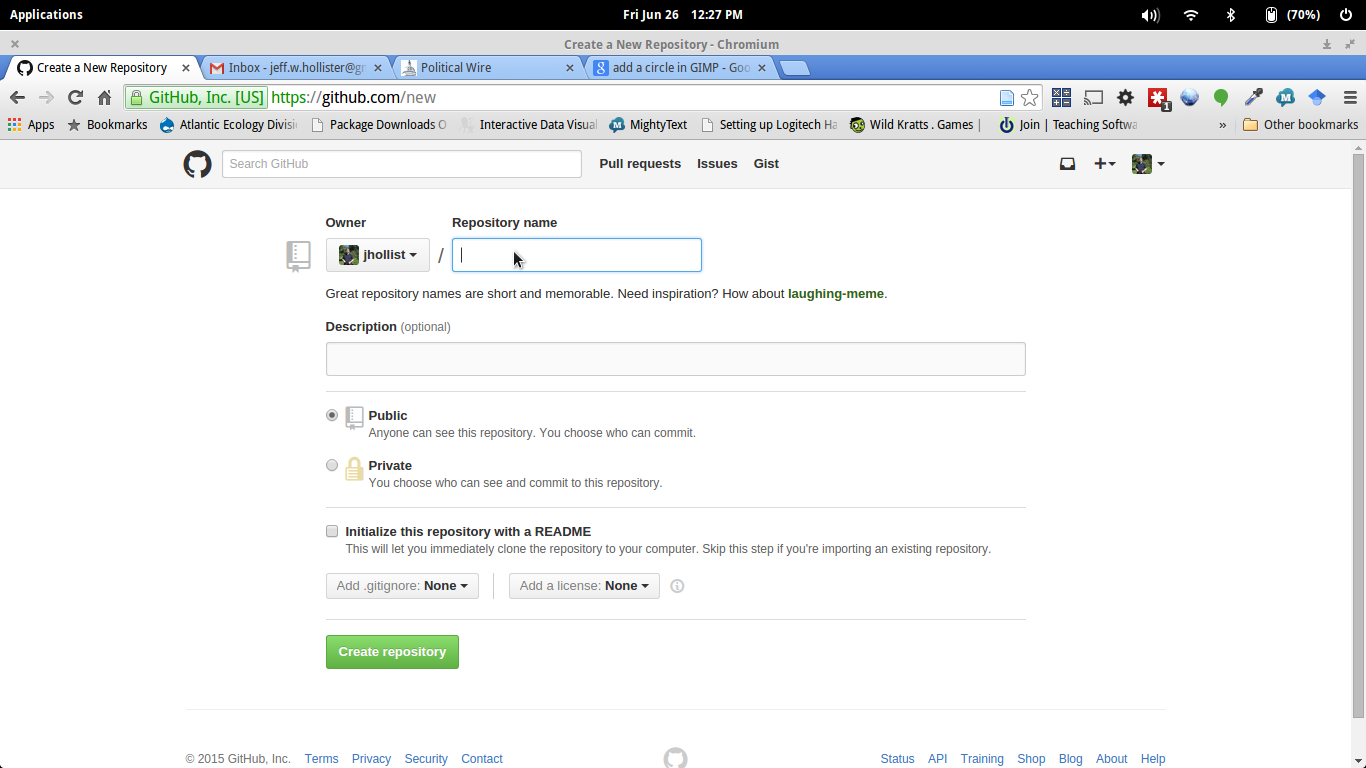 Applications
Fri Jun 26 12:27 PM
(70%)
Create a New Repository - Chromium
Create a New Repository
Inbox - jeff.w.hollister@gr
Political Wire
add a circle in GIMP - Goo
GitHub, Inc. [US] https://github.com/new
1
Apps
Bookmarks
Atlantic Ecology Divisi
Package Downloads O
Interactive Data Visual
MightyText
Setting up Logitech Ha
Wild Kratts . Games |
Join | Teaching Softwa
»
Other bookmarks
Search GitHub
Pull requests
Issues
Gist
Owner
Repository name
jhollist
/
Great repository names are short and memorable. Need inspiration? How about laughing-meme.
Description (optional)
Public
Anyone can see this repository. You choose who can commit.
Private
You choose who can see and commit to this repository.
Initialize this repository with a README
This will let you immediately clone the repository to your computer. Skip this step if you're importing an existing repository.
Add .gitignore: None
Add a license: None
Create repository
© 2015 GitHub, Inc. Terms Privacy Security Contact
Status API Training Shop Blog About Help